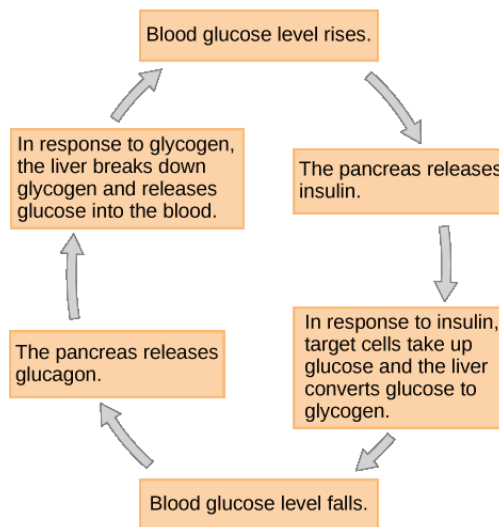 Blood glucose level rises.
The pancreas releases
insulin.
In response to insulin,
target cells take up
glucose and the liver
converts glucose to
glycogen.
Blood glucose level falls.
The pancreas releases
glucagon.
In response to glycogen,
the liver breaks down
glycogen and releases
glucose into the blood.